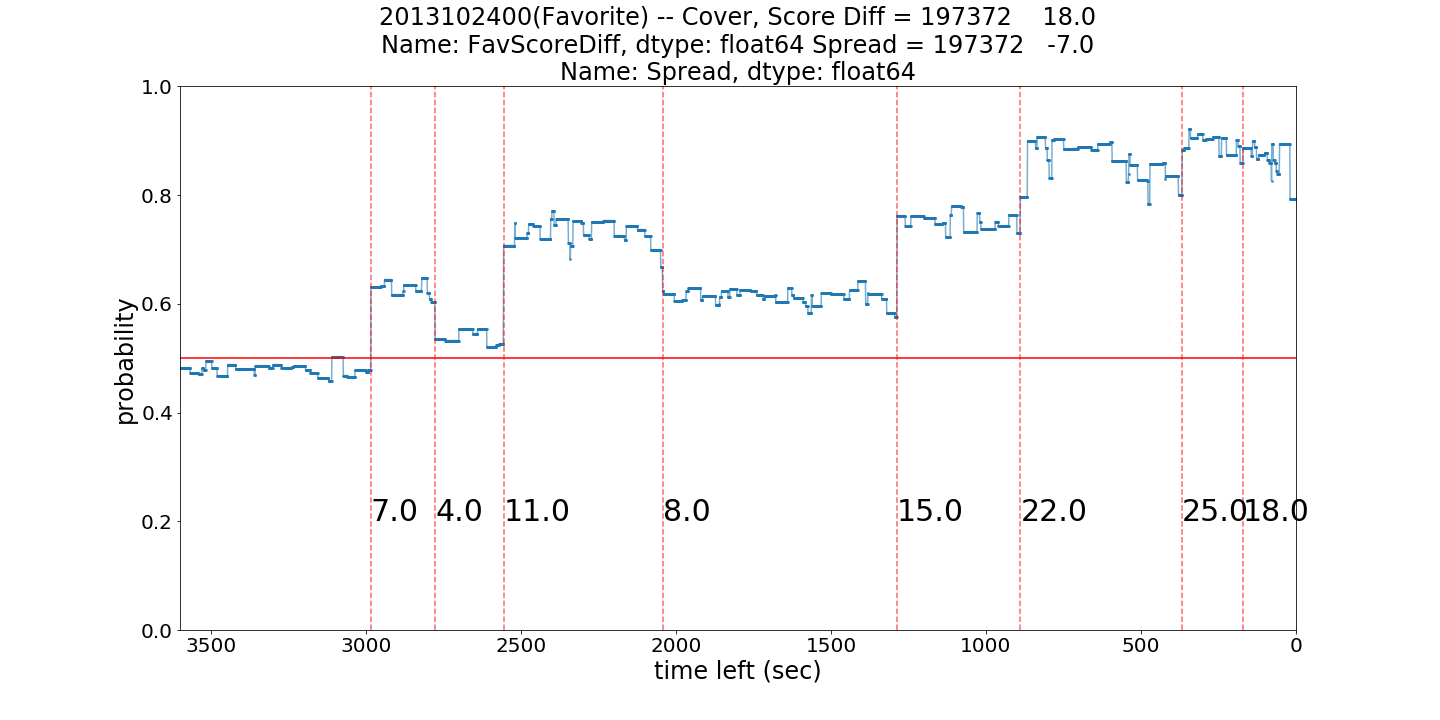 2013102400(Favorite) -- Cover, Score Diff = 197372    18.0
Name: FavScoreDiff, dtype: float64 Spread = 197372   -7.0
Name: Spread, dtype: float64
1.0
0.8
0.6
0.4
0.2
0.0
probability
7.0 4.0 11.0 8.0 15.0 22.0 25.0 18.0
3500 3000 2500 2000 1500 1000 500 0
time left (sec)